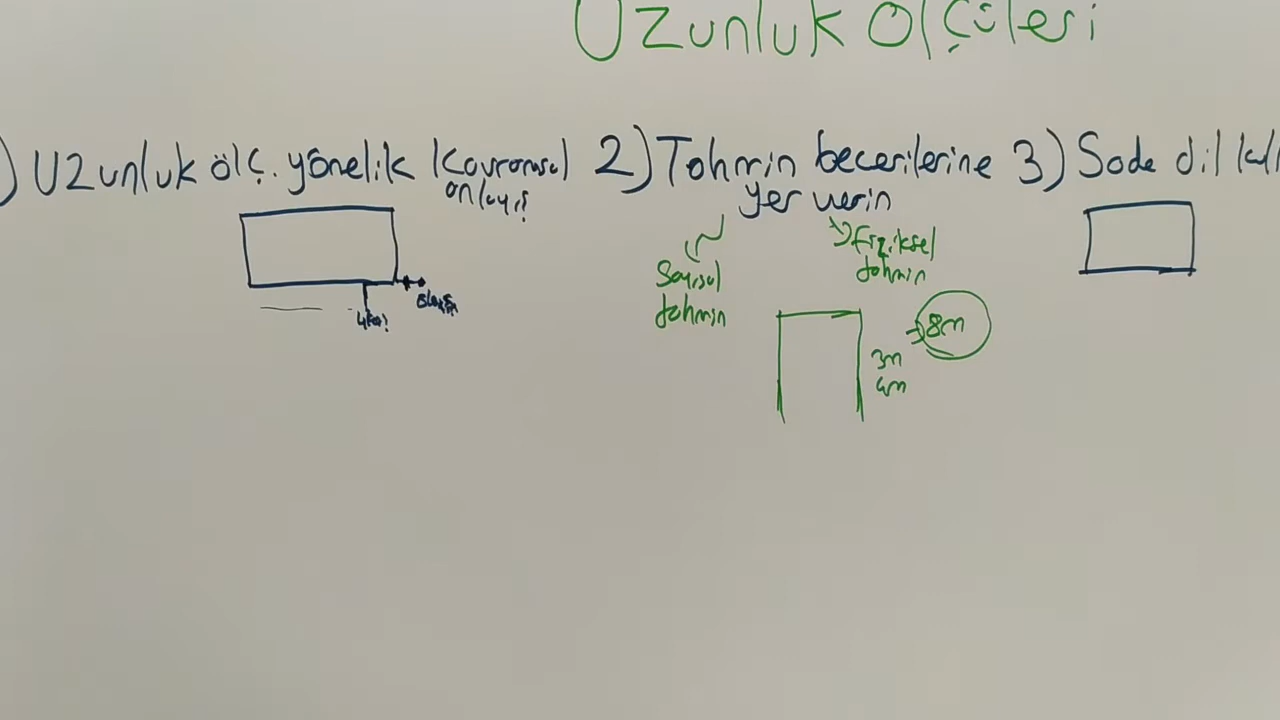 Uzunluk Ölçüleri
) Uzunluk ölç. yönelik Kavramsal anlayış
2) Tahmin becerilerine
yer verin
3) Sade dil kull
Sayısal
tahmin
Fiziksel
tahmin
8m
3m
4m